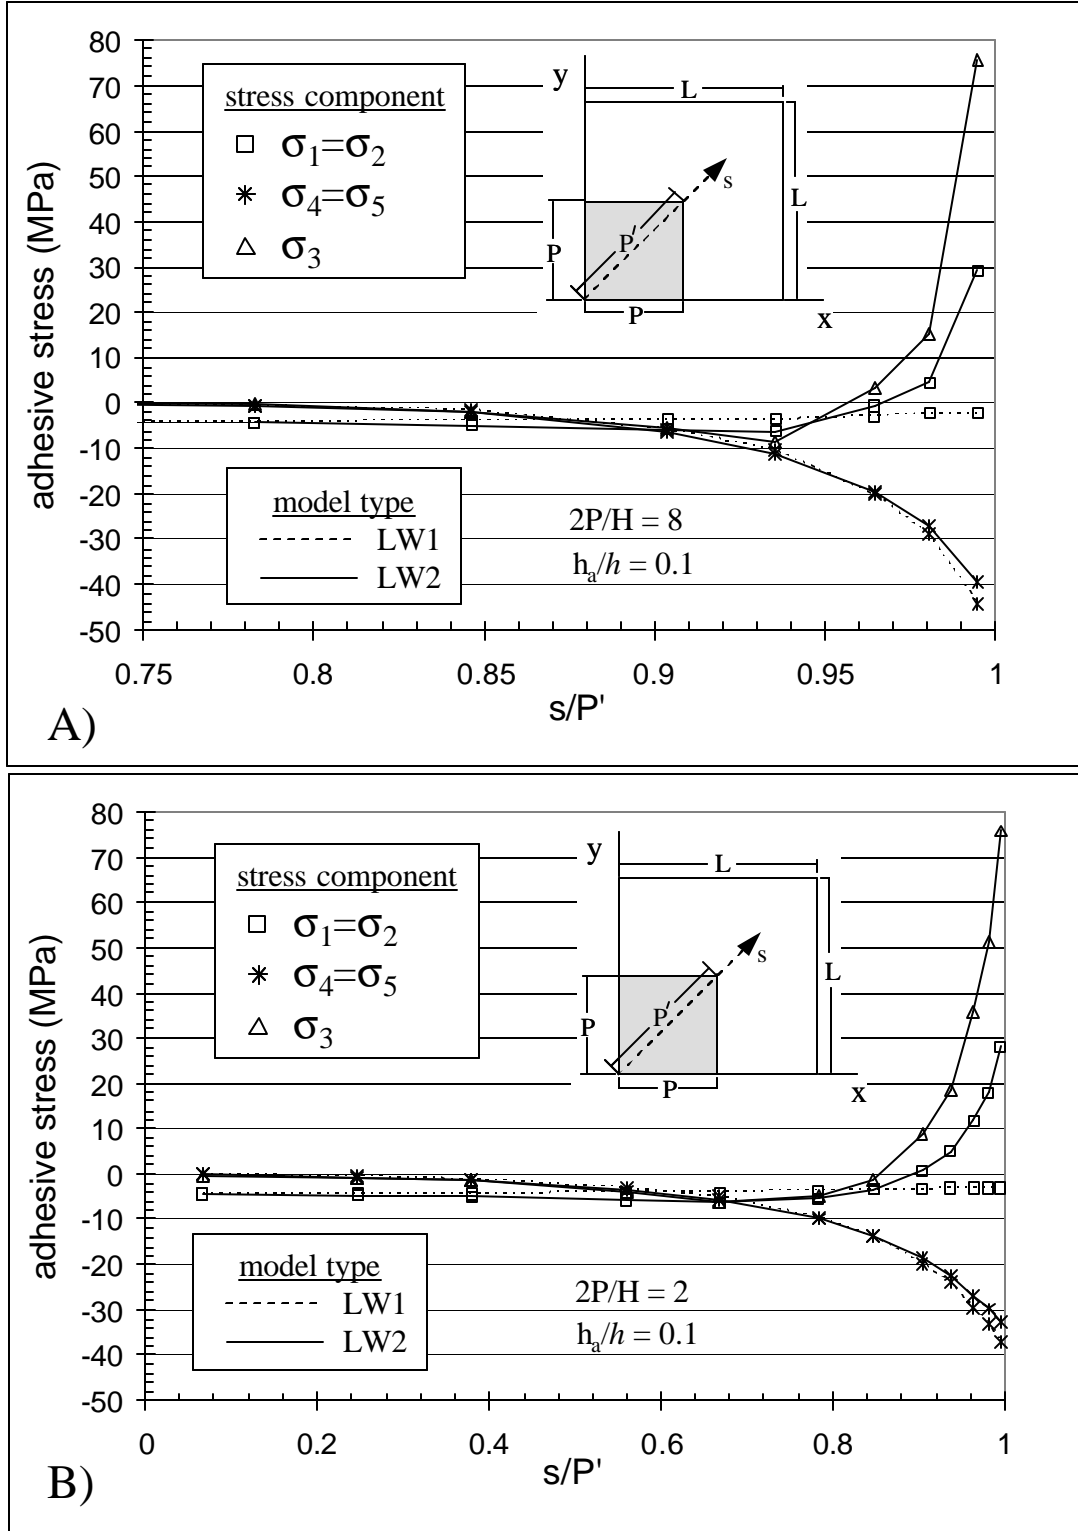 80
70
60
50
40
30
20
10
0
-10
-20
-30
-40
-50
adhesive stress (MPa)
stress component
σ1=σ2
σ4=σ5
σ3
y
L
s
L
P'
P
P
x
model type
LW1
LW2
2P/H = 8
ha/h = 0.1
0.75 0.8 0.85 0.9 0.95 1
s/P'
A)
80
70
60
50
40
30
20
10
0
-10
-20
-30
-40
-50
adhesive stress (MPa)
stress component
σ1=σ2
σ4=σ5
σ3
y
L
s
L
P'
P
P
x
model type
LW1
LW2
2P/H = 2
ha/h = 0.1
0 0.2 0.4 0.6 0.8 1
s/P'
B)